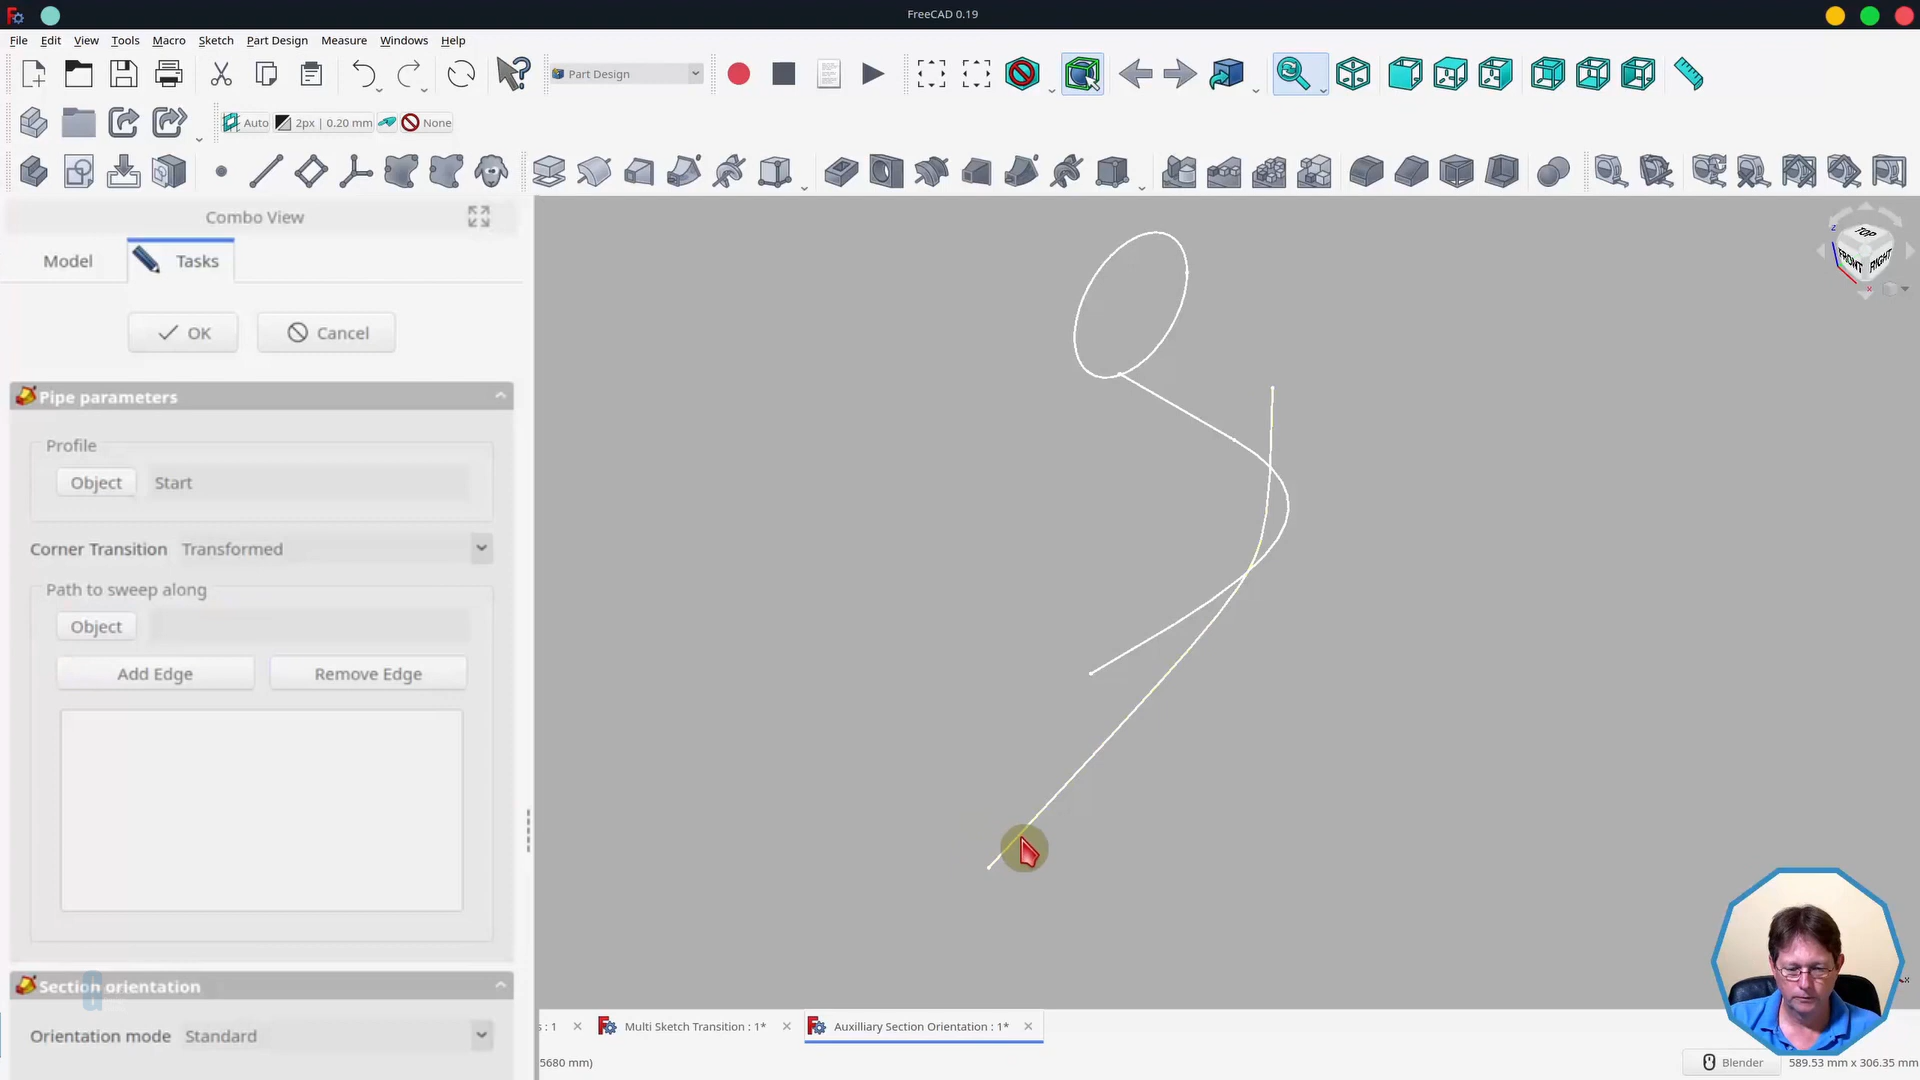 FreeCAD 0.19
File Edit View Tools Macro Sketch Part Design Measure Windows Help
Part Design
Auto 2px | 0.20 mm None
Combo View
Model Tasks
OK Cancel
Pipe parameters
Profile
Object Start
Corner Transition Transformed
Path to sweep along
Object
Add Edge Remove Edge
Section orientation
Orientation mode Standard
TOP
FRONT RIGHT
z
x
s : 1 Multi Sketch Transition : 1* Auxilliary Section Orientation : 1*
5680 mm) Blender 589.53 mm x 306.35 mm